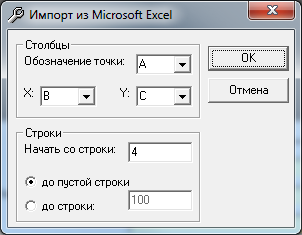 Импорт из Microsoft Excel
Столбцы
Обозначение точки: A
X: B Y: C
OK
Отмена
Строки
Начать со строки: 4
до пустой строки
до строки: 100